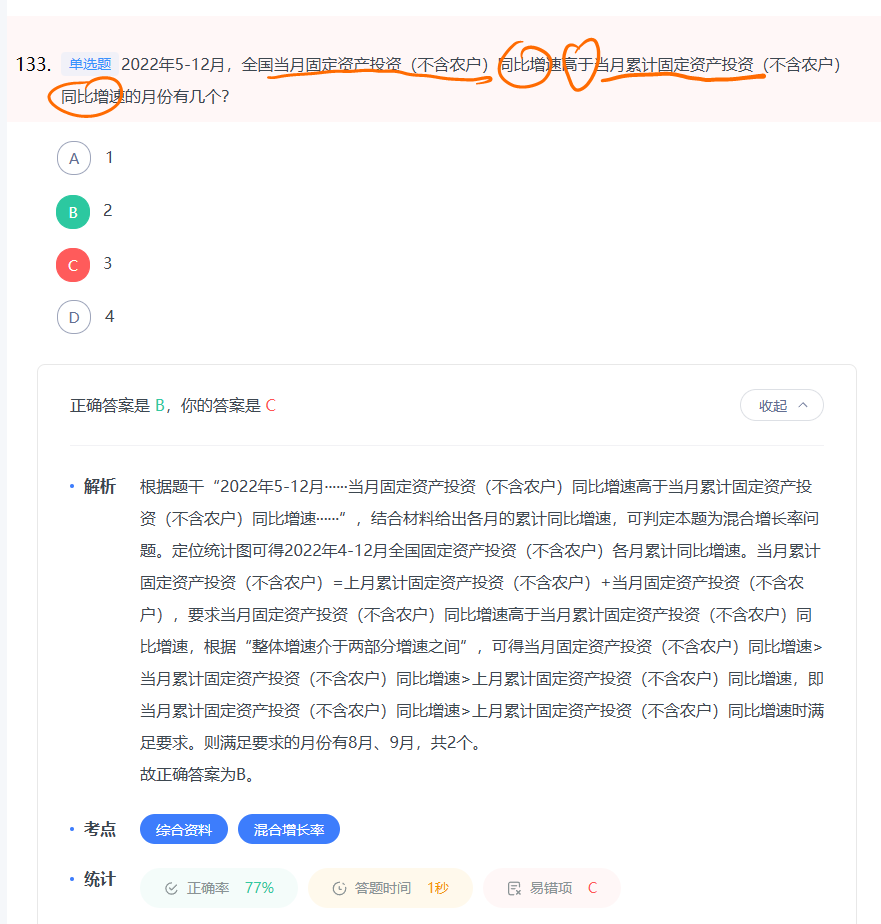 133. 单选题 2022年5-12月，全国当月固定资产投资（不含农户）同比增速高于当月累计固定资产投资（不含农户）
同比增速的月份有几个？
A 1
B 2
C 3
D 4
正确答案是 B，你的答案是 C
收起
解析 根据题干“2022年5-12月……当月固定资产投资（不含农户）同比增速高于当月累计固定资产投
资（不含农户）同比增速……”，结合材料给出各月的累计同比增速，可判定本题为混合增长率问
题。定位统计图可得2022年4-12月全国固定资产投资（不含农户）各月累计同比增速。当月累计
固定资产投资（不含农户）=上月累计固定资产投资（不含农户）+当月固定资产投资（不含农
户），要求当月固定资产投资（不含农户）同比增速高于当月累计固定资产投资（不含农户）同
比增速，根据“整体增速介于两部分增速之间”，可得当月固定资产投资（不含农户）同比增速>
当月累计固定资产投资（不含农户）同比增速>上月累计固定资产投资（不含农户）同比增速，即
当月累计固定资产投资（不含农户）同比增速>上月累计固定资产投资（不含农户）同比增速时满
足要求。则满足要求的月份有8月、9月，共2个。
故正确答案为B。
考点 综合资料 混合增长率
统计 正确率 77% 答题时间 1秒 易错项 C